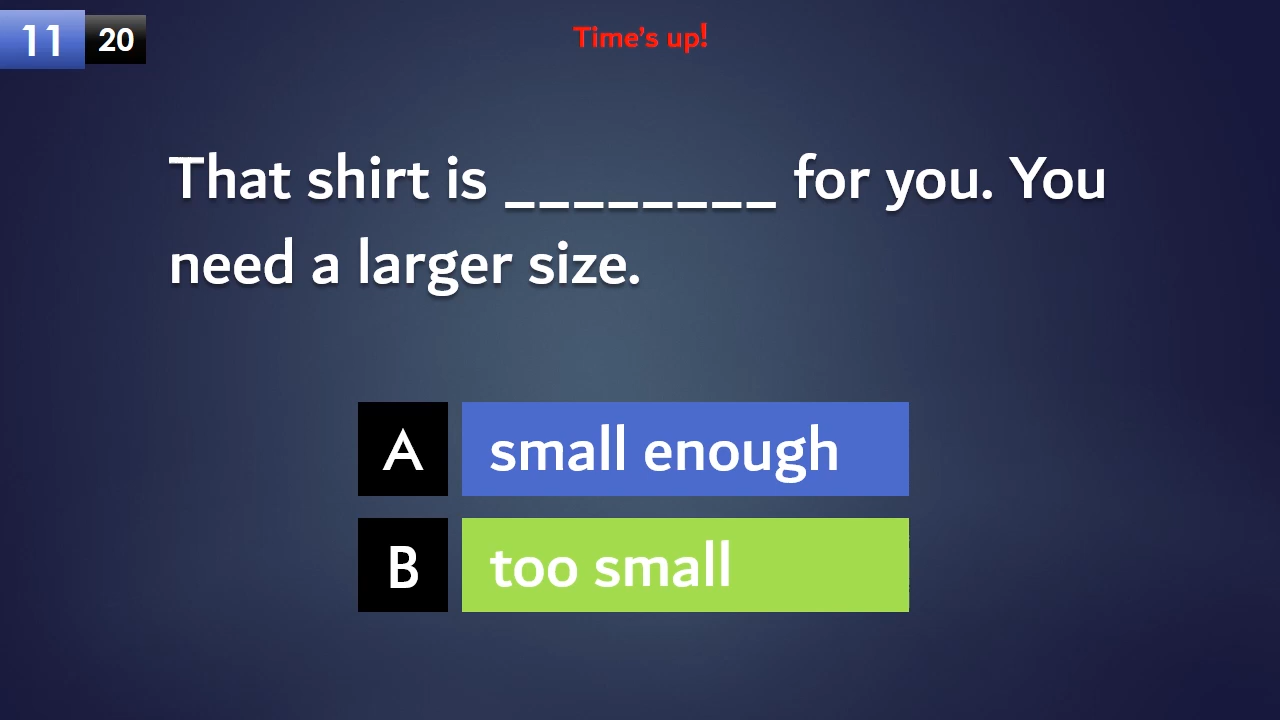 11 20
Time's up!
That shirt is ________ for you. You
need a larger size.
A small enough
B too small